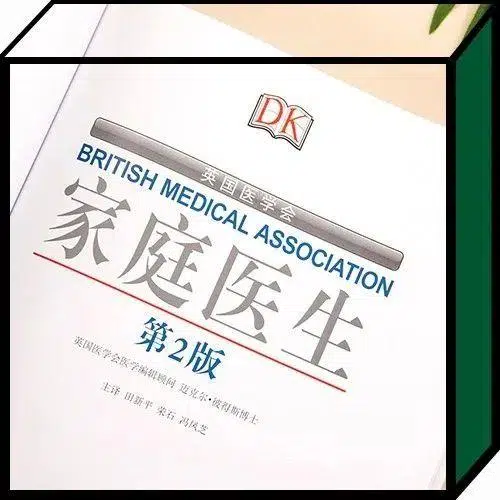 DK
英国医学会
BRITISH MEDICAL ASSOCIATION
家庭医生
第2版
英国医学会医学编辑顾问 迈克尔·彼得斯博士
主译 田新平 荣石 冯凤芝